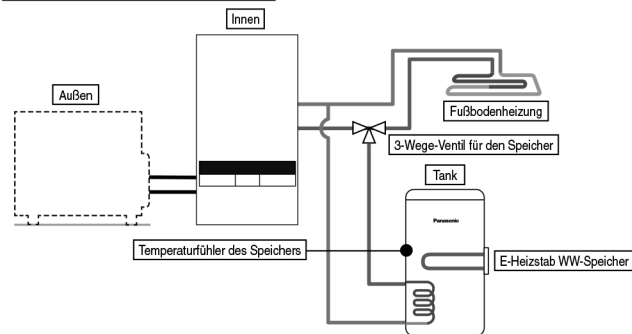 Innen
Außen
Fußbodenheizung
3-Wege-Ventil für den Speicher
Tank
Panasonic
Temperaturfühler des Speichers
E-Heizstab WW-Speicher